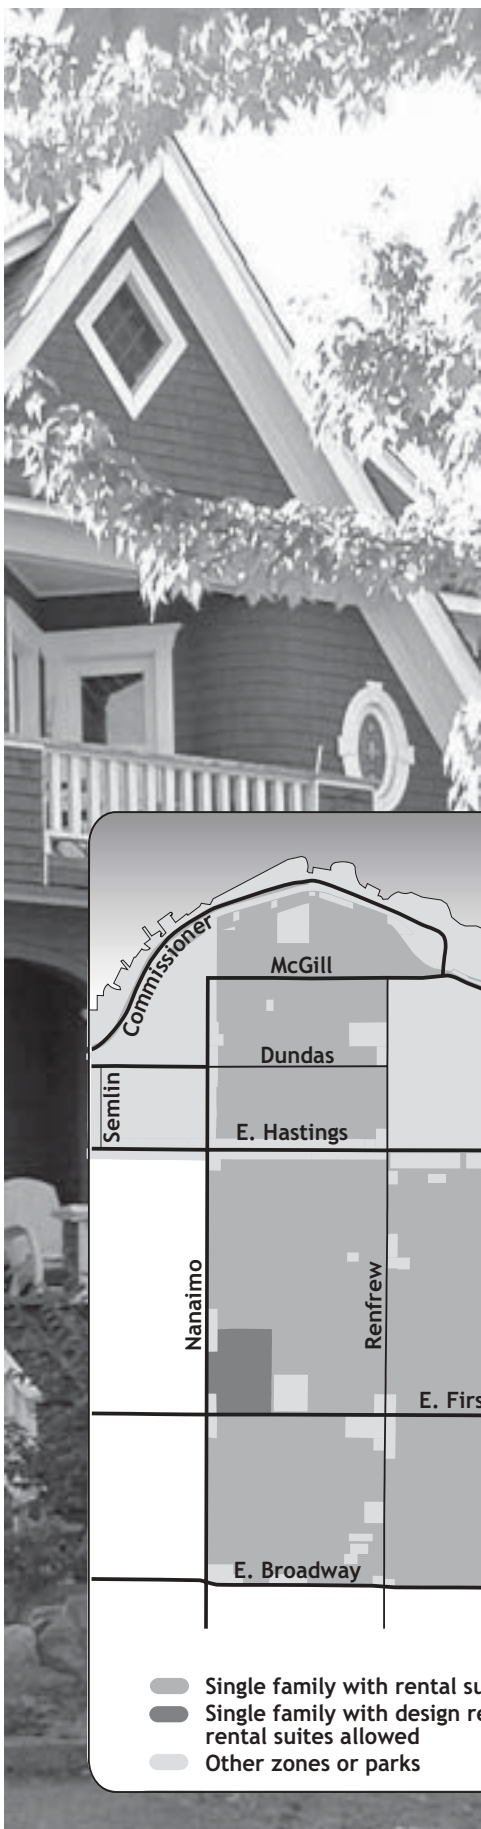 Commissioner
McGill
Dundas
Semlin
E. Hastings
Nanaimo
Renfrew
E. Firs
E. Broadway
Single family with rental su
Single family with design re
rental suites allowed
Other zones or parks